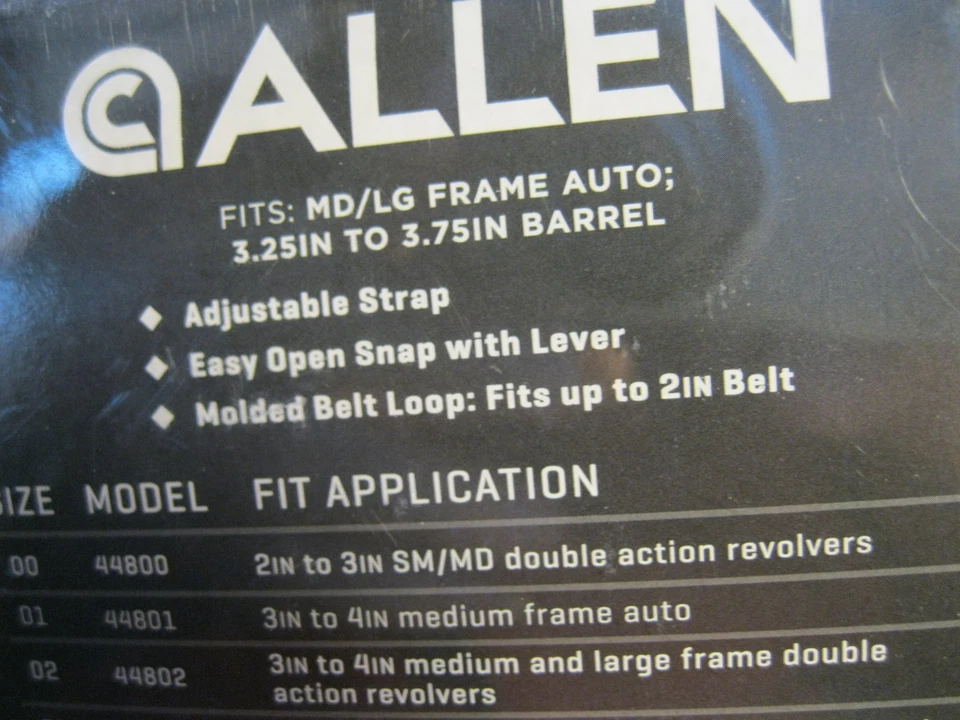 ALLEN
FITS: MD/LG FRAME AUTO;
3.25IN TO 3.75IN BARREL
◆ Adjustable Strap
◆ Easy Open Snap with Lever
◆ Molded Belt Loop: Fits up to 2IN Belt
SIZE MODEL FIT APPLICATION
00 44800 2IN to 3IN SM/MD double action revolvers
01 44801 3IN to 4IN medium frame auto
02 44802 3IN to 4IN medium and large frame double
action revolvers